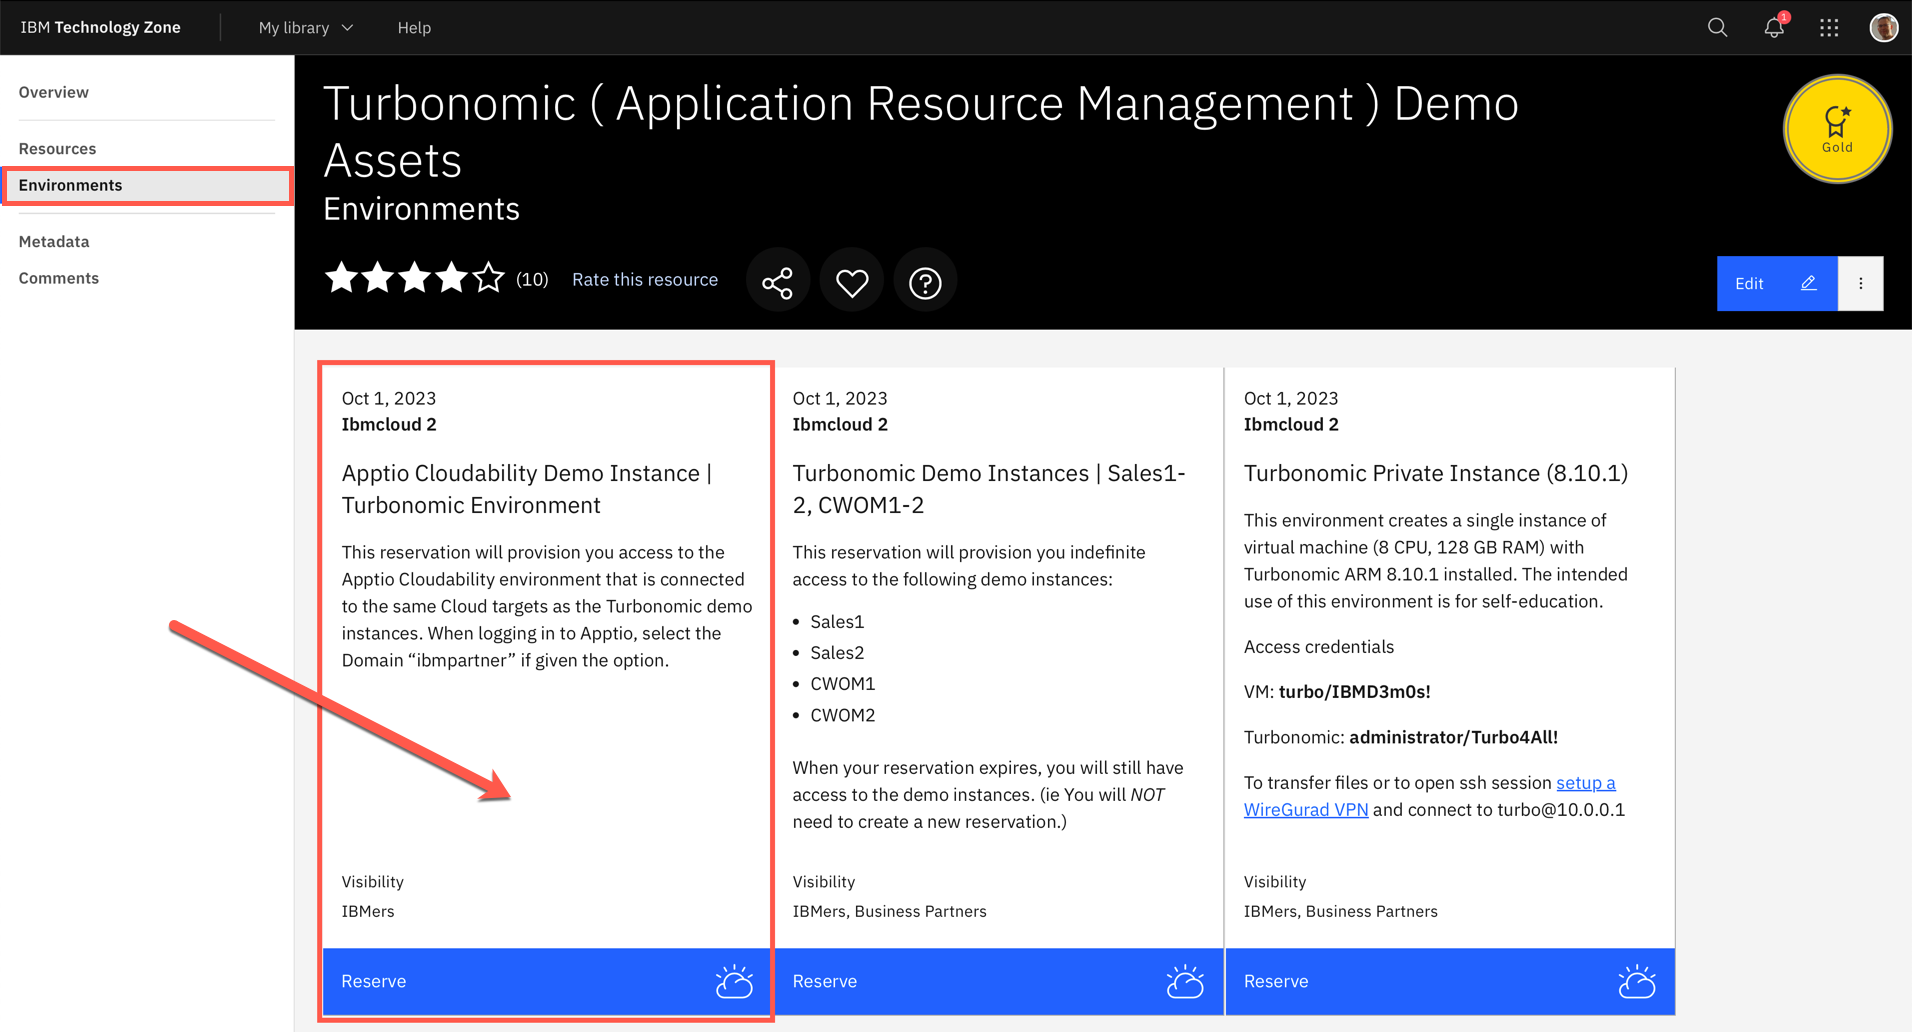 IBM Technology Zone
My library
Help
1
Overview
Resources
Environments
Metadata
Comments
Turbonomic ( Application Resource Management ) Demo
Assets
Environments
Gold
(10)
Rate this resource
Edit
Oct 1, 2023
Ibmcloud 2
Apptio Cloudability Demo Instance |
Turbonomic Environment
This reservation will provision you access to the
Apptio Cloudability environment that is connected
to the same Cloud targets as the Turbonomic demo
instances. When logging in to Apptio, select the
Domain “ibmpartner” if given the option.
Visibility
IBMers
Reserve
Oct 1, 2023
Ibmcloud 2
Turbonomic Demo Instances | Sales1-
2, CWOM1-2
This reservation will provision you indefinite
access to the following demo instances:
• Sales1
• Sales2
• CWOM1
• CWOM2
When your reservation expires, you will still have
access to the demo instances. (ie You will NOT
need to create a new reservation.)
Visibility
IBMers, Business Partners
Reserve
Oct 1, 2023
Ibmcloud 2
Turbonomic Private Instance (8.10.1)
This environment creates a single instance of
virtual machine (8 CPU, 128 GB RAM) with
Turbonomic ARM 8.10.1 installed. The intended
use of this environment is for self-education.
Access credentials
VM: turbo/IBMD3m0s!
Turbonomic: administrator/Turbo4All!
To transfer files or to open ssh session setup a
WireGurad VPN and connect to turbo@10.0.0.1
Visibility
IBMers, Business Partners
Reserve